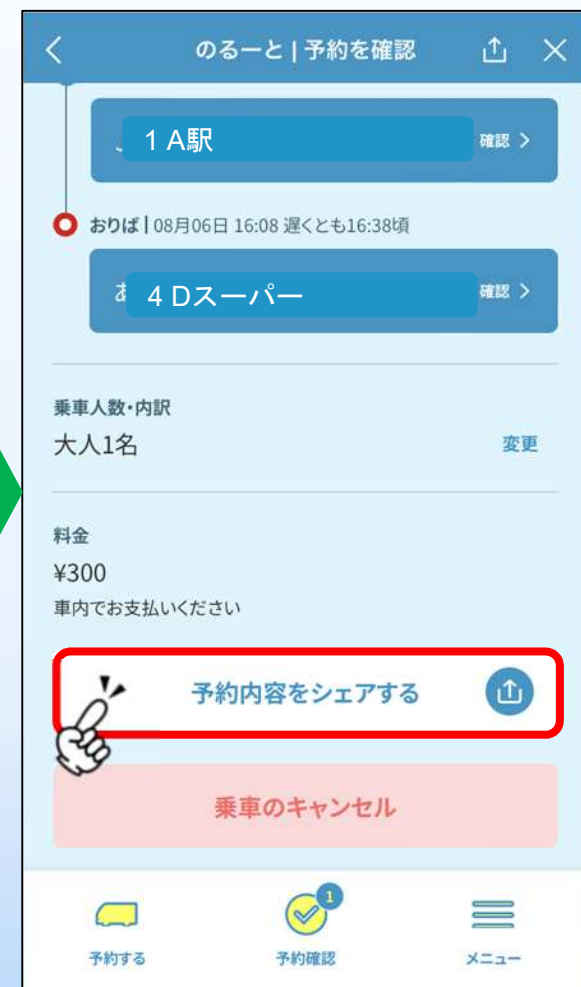 のるーと | 予約を確認
1 A駅
確認 >
おりば | 08月06日 16:08 遅くとも16:38頃
あ
4 Dスーパー
確認 >
乗車人数・内訳
大人1名
変更
料金
¥300
車内でお支払いください
予約内容をシェアする
乗車のキャンセル
1
予約する
予約確認
メニュー